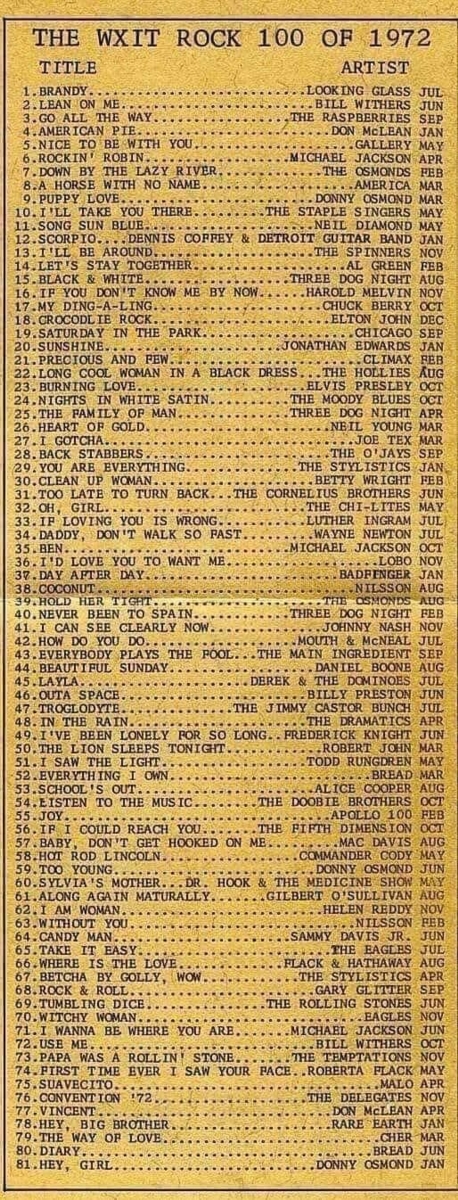 THE WXIT ROCK 100 OF 1972
TITLE ARTIST
1.BRANDY...LOOKING GLASS JUL
2.LEAN ON ME...BILL WITHERS JUN
3.GO ALL THE WAY...THE RASPBERRIES SEP
4.AMERICAN PIE...DON McLEAN JAN
5.NICE TO BE WITH YOU...GALLERY MAY
6.ROCKIN' ROBIN...MICHAEL JACKSON APR
7.DOWN BY THE LAZY RIVER...THE OSMONDS FEB
8.A HORSE WITH NO NAME...AMERICA MAR
9.PUPPY LOVE...DONNY OSMOND MAR
10.I'LL TAKE YOU THERE...THE STAPLE SINGERS MAY
11.SONG SUN BLUE...NEIL DIAMOND MAY
12.SCORPIO...DENNIS COFFEY & DETROIT GUITAR BAND JAN
13.I'LL BE AROUND...THE SPINNERS NOV
14.LET'S STAY TOGETHER...AL GREEN FEB
15.BLACK & WHITE...THREE DOG NIGHT AUG
16.IF YOU DON'T KNOW ME BY NOW...HAROLD MELVIN NOV
17.MY DING-A-LING...CHUCK BERRY OCT
18.CROCODLIE ROCK...ELTON JOHN DEC
19.SATURDAY IN THE PARK...CHICAGO SEP
20.SUNSHINE...JONATHAN EDWARDS JAN
21.PRECIOUS AND FEW...CLIMAX FEB
22.LONG COOL WOMAN IN A BLACK DRESS...THE HOLLIES AUG
23.BURNING LOVE...ELVIS PRESLEY OCT
24.NIGHTS IN WHITE SATIN...THE MOODY BLUES OCT
25.THE FAMILY OF MAN...THREE DOG NIGHT APR
26.HEART OF GOLD...NEIL YOUNG MAR
27.I GOTCHA...JOE TEX MAR
28.BACK STABBERS...THE O'JAYS SEP
29.YOU ARE EVERYTHING...THE STYLISTICS JAN
30.CLEAN UP WOMAN...BETTY WRIGHT FEB
31.TOO LATE TO TURN BACK...THE CORNELIUS BROTHERS JUN
32.OH, GIRL...THE CHI-LITES MAY
33.IF LOVING YOU IS WRONG...LUTHER INGRAM JUL
34.DADDY, DON'T WALK SO FAST...WAYNE NEWTON JUL
35.BEN...MICHAEL JACKSON OCT
36.I'D LOVE YOU TO WANT ME...LOBO NOV
37.DAY AFTER DAY...BADFINGER JAN
38.COCONUT...NILSSON AUG
39.HOLD HER TIGHT...THE OSMONDS AUG
40.NEVER BEEN TO SPAIN...THREE DOG NIGHT FEB
41.I CAN SEE CLEARLY NOW...JOHNNY NASH NOV
42.HOW DO YOU DO...MOUTH & McNEAL JUL
43.EVERYBODY PLAYS THE FOOL...THE MAIN INGREDIENT SEP
44.BEAUTIFUL SUNDAY...DANIEL BOONE AUG
45.LAYLA...DEREK & THE DOMINOES JUL
46.OUTA SPACE...BILLY PRESTON JUN
47.TROGLODYTE...THE JIMMY CASTOR BUNCH JUL
48.IN THE RAIN...THE DRAMATICS APR
49.I'VE BEEN LONELY FOR SO LONG..FREDERICK KNIGHT JUN
50.THE LION SLEEPS TONIGHT...ROBERT JOHN MAR
51.I SAW THE LIGHT...TODD RUNGDREN MAY
52.EVERYTHING I OWN...BREAD MAR
53.SCHOOL'S OUT...ALICE COOPER AUG
54.LISTEN TO THE MUSIC...THE DOOBIE BROTHERS OCT
55.JOY...APOLLO 100 FEB
56.IF I COULD REACH YOU...THE FIFTH DIMENSION OCT
57.BABY, DON'T GET HOOKED ON ME...MAC DAVIS AUG
58.HOT ROD LINCOLN...COMMANDER CODY MAY
59.TOO YOUNG...DONNY OSMOND JUN
60.SYLVIA'S MOTHER...DR. HOOK & THE MEDICINE SHOW MAY
61.ALONG AGAIN NATURALLY...GILBERT O'SULLIVAN AUG
62.I AM WOMAN...HELEN REDDY NOV
63.WITHOUT YOU...NILSSON FEB
64.CANDY MAN...SAMMY DAVIS JR. JUN
65.TAKE IT EASY...THE EAGLES JUL
66.WHERE IS THE LOVE...FLACK & HATHAWAY AUG
67.BETCHA BY GOLLY, WOW...THE STYLISTICS APR
68.ROCK & ROLL...GARY GLITTER SEP
69.TUMBLING DICE...THE ROLLING STONES JUN
70.WITCHY WOMAN...EAGLES NOV
71.I WANNA BE WHERE YOU ARE...MICHAEL JACKSON JUN
72.USE ME...BILL WITHERS OCT
73.PAPA WAS A ROLLIN' STONE...THE TEMPTATIONS NOV
74.FIRST TIME EVER I SAW YOUR FACE..ROBERTA FLACK MAY
75.SUAVECITO...MALO APR
76.CONVENTION '72...THE DELEGATES NOV
77.VINCENT...DON McLEAN APR
78.HEY, BIG BROTHER...RARE EARTH JAN
79.THE WAY OF LOVE...CHER MAR
80.DIARY...BREAD JUN
81.HEY, GIRL...DONNY OSMOND JAN